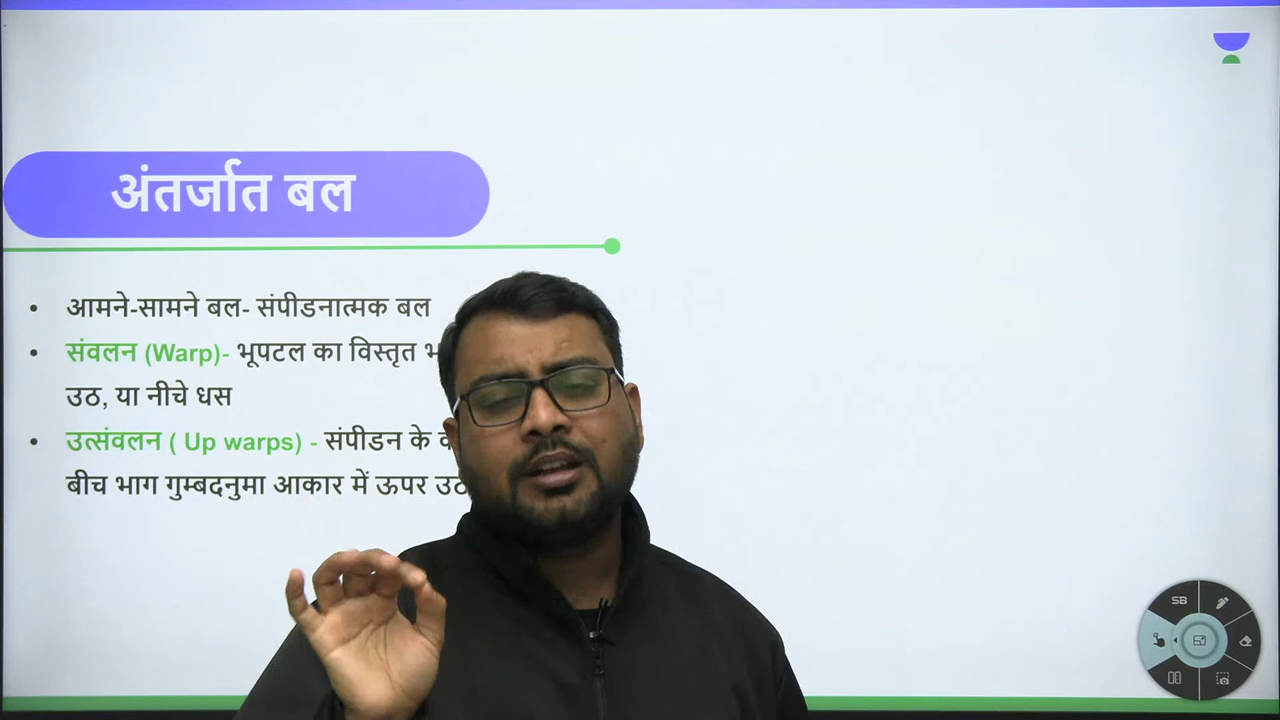 अंतर्जात बल
• आमने-सामने बल- संपीडनात्मक बल
• संवलन (Warp)- भूपटल का विस्तृत
उठ, या नीचे धस
• उत्संवलन ( Up warps) - संपीडन के
बीच भाग गुम्बदनुमा आकार में ऊपर उठ
SB